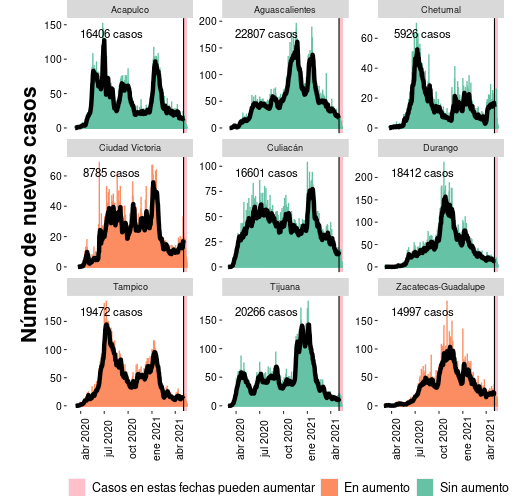 Número de nuevos casos
Acapulco
Aguascalientes
Chetumal
16406 casos
22807 casos
5926 casos
150
100
50
0
200
150
100
50
0
60
40
20
0
Ciudad Victoria
Culiacán
Durango
8785 casos
16601 casos
18412 casos
60
40
20
0
100
75
50
25
0
200
150
100
50
0
Tampico
Tijuana
Zacatecas-Guadalupe
19472 casos
20266 casos
14997 casos
150
100
50
0
150
100
50
0
150
100
50
0
abr 2020
jul 2020
oct 2020
ene 2021
abr 2021
abr 2020
jul 2020
oct 2020
ene 2021
abr 2021
abr 2020
jul 2020
oct 2020
ene 2021
abr 2021
Casos en estas fechas pueden aumentar
En aumento
Sin aumento